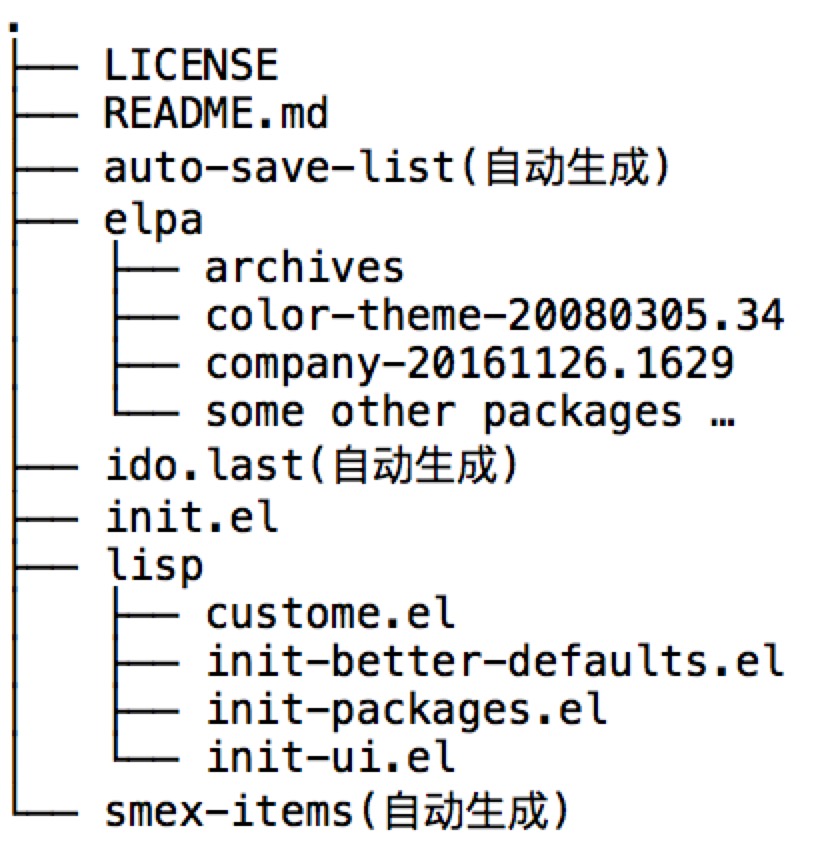 .
├── LICENSE
├── README.md
├── auto-save-list(自动生成)
├── elpa
│   ├── archives
│   ├── color-theme-20080305.34
│   ├── company-20161126.1629
│   └── some other packages …
├── ido.last(自动生成)
├── init.el
├── lisp
│   ├── custome.el
│   ├── init-better-defaults.el
│   ├── init-packages.el
│   └── init-ui.el
└── smex-items(自动生成)